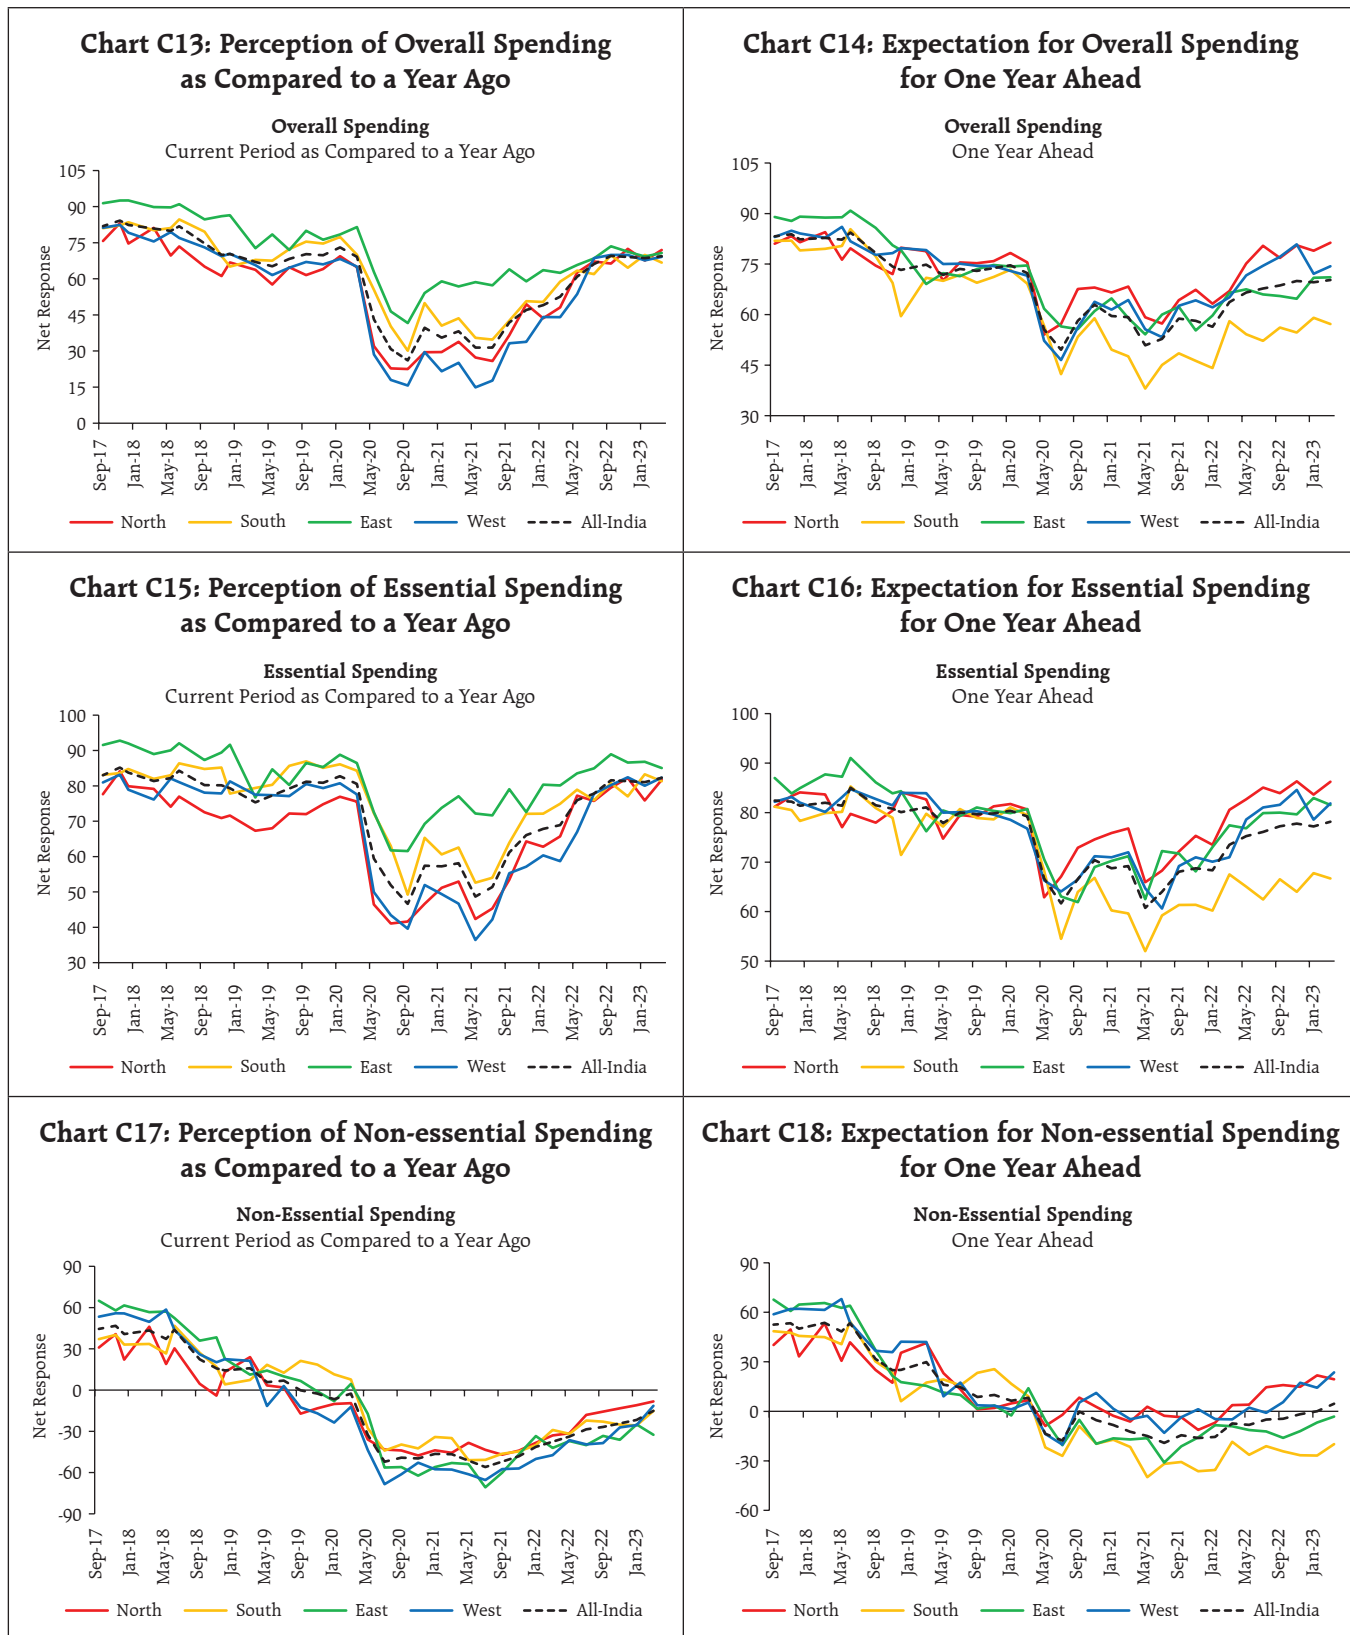 Chart C13: Perception of Overall Spending
as Compared to a Year Ago
Overall Spending
Current Period as Compared to a Year Ago
Net Response
105
90
75
60
45
30
15
0
Sep-17
Jan-18
May-18
Sep-18
Jan-19
May-19
Sep-19
Jan-20
May-20
Sep-20
Jan-21
May-21
Sep-21
Jan-22
May-22
Sep-22
Jan-23
North South East West All-India
Chart C14: Expectation for Overall Spending
for One Year Ahead
Overall Spending
One Year Ahead
Net Response
105
90
75
60
45
30
Sep-17
Jan-18
May-18
Sep-18
Jan-19
May-19
Sep-19
Jan-20
May-20
Sep-20
Jan-21
May-21
Sep-21
Jan-22
May-22
Sep-22
Jan-23
North South East West All-India
Chart C15: Perception of Essential Spending
as Compared to a Year Ago
Essential Spending
Current Period as Compared to a Year Ago
Net Response
100
90
80
70
60
50
40
30
Sep-17
Jan-18
May-18
Sep-18
Jan-19
May-19
Sep-19
Jan-20
May-20
Sep-20
Jan-21
May-21
Sep-21
Jan-22
May-22
Sep-22
Jan-23
North South East West All-India
Chart C16: Expectation for Essential Spending
for One Year Ahead
Essential Spending
One Year Ahead
Net Response
100
90
80
70
60
50
Sep-17
Jan-18
May-18
Sep-18
Jan-19
May-19
Sep-19
Jan-20
May-20
Sep-20
Jan-21
May-21
Sep-21
Jan-22
May-22
Sep-22
Jan-23
North South East West All-India
Chart C17: Perception of Non-essential Spending
as Compared to a Year Ago
Non-Essential Spending
Current Period as Compared to a Year Ago
Net Response
90
60
30
0
-30
-60
-90
Sep-17
Jan-18
May-18
Sep-18
Jan-19
May-19
Sep-19
Jan-20
May-20
Sep-20
Jan-21
May-21
Sep-21
Jan-22
May-22
Sep-22
Jan-23
North South East West All-India
Chart C18: Expectation for Non-essential Spending
for One Year Ahead
Non-Essential Spending
One Year Ahead
Net Response
90
60
30
0
-30
-60
Sep-17
Jan-18
May-18
Sep-18
Jan-19
May-19
Sep-19
Jan-20
May-20
Sep-20
Jan-21
May-21
Sep-21
Jan-22
May-22
Sep-22
Jan-23
North South East West All-India